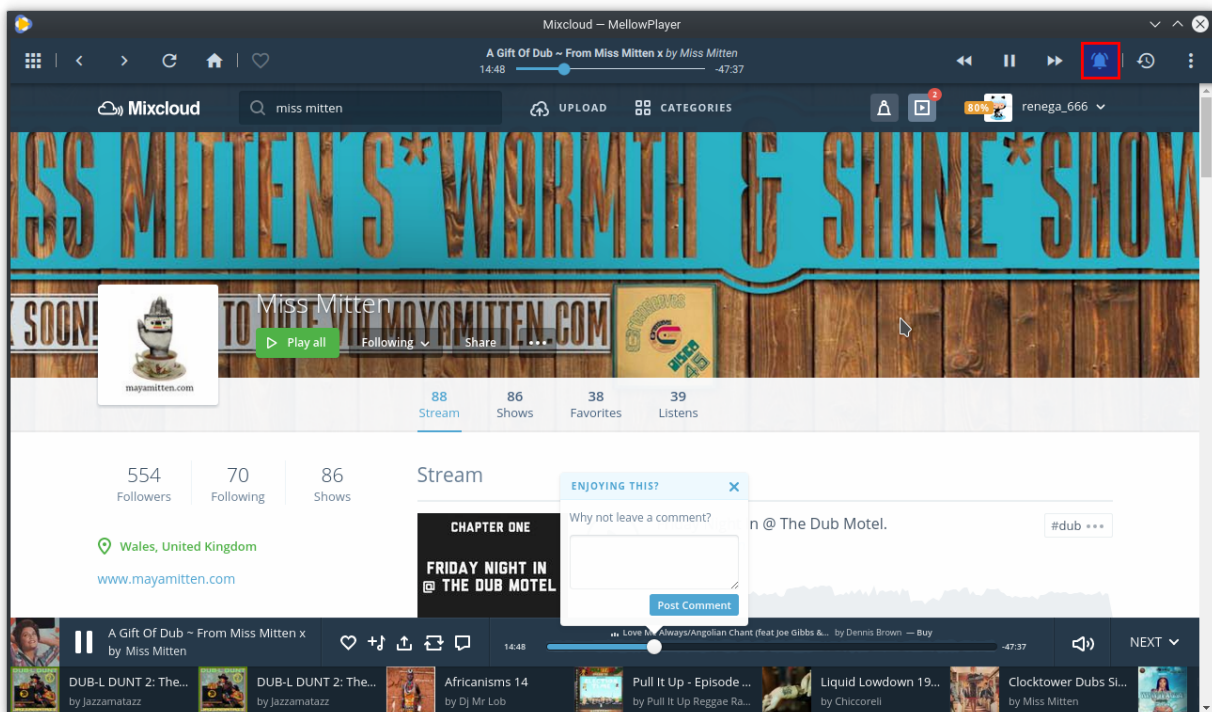 Mixcloud — MellowPlayer
A Gift Of Dub ~ From Miss Mitten x by Miss Mitten
14:48 -47:37
Mixcloud
miss mitten
UPLOAD
CATEGORIES
2
80%
renega_666
SS MITTEN'S*WARMTH & SHINE*SHOW
SOON!
TO
MAYAMITTEN.COM
DISCO
45
Miss Mitten
Play all
Following
Share
mayamitten.com
88 86 38 39
Stream Shows Favorites Listens
554 70 86
Followers Following Shows
Wales, United Kingdom
www.mayamitten.com
Stream
CHAPTER ONE
FRIDAY NIGHT IN
@ THE DUB MOTEL
n @ The Dub Motel.
#dub
ENJOYING THIS?
Why not leave a comment?
Post Comment
A Gift Of Dub ~ From Miss Mitten x
by Miss Mitten
14:48
Love Me Always/Angolian Chant (feat Joe Gibbs &... by Dennis Brown — Buy
-47:37
NEXT
DUB-L DUNT 2: The...
by Jazzamatazz
DUB-L DUNT 2: The...
by Jazzamatazz
Africanisms 14
by Dj Mr Lob
Pull It Up - Episode ...
by Pull It Up Reggae Ra...
Liquid Lowdown 19...
by Chiccoreli
Clocktower Dubs Si...
by Miss Mitten